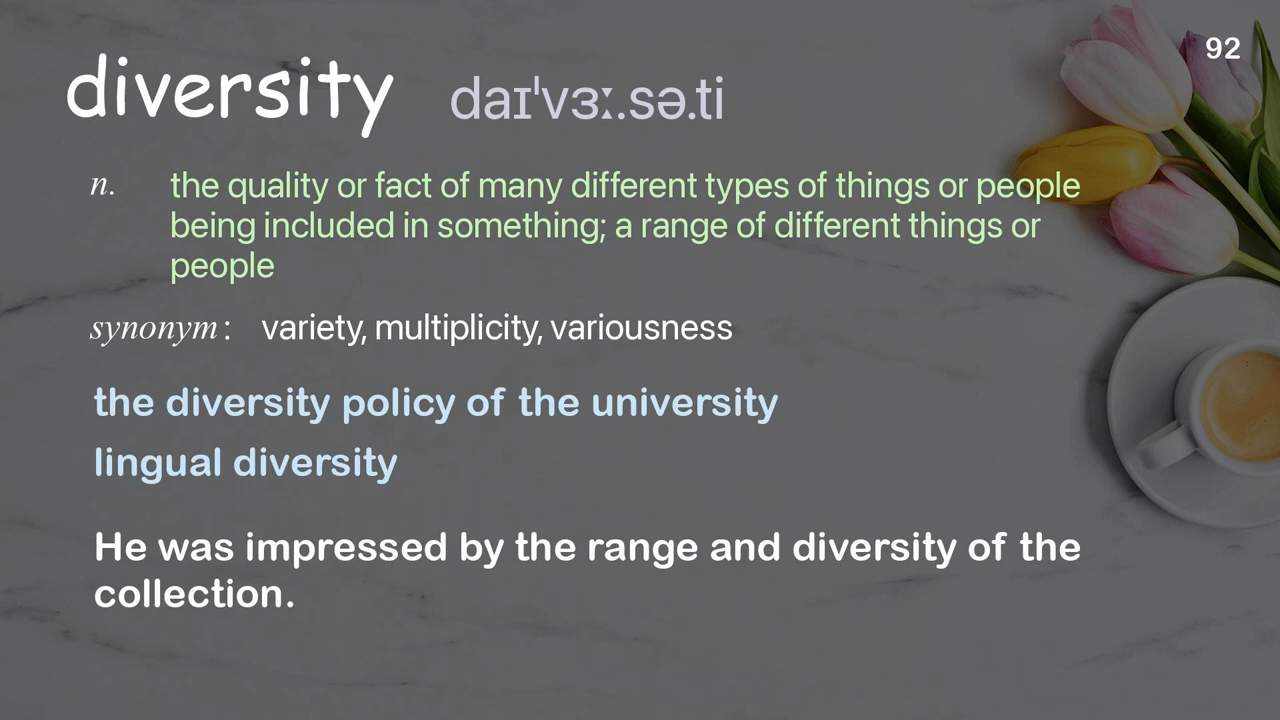 92
diversity daɪˈvɜː.sə.ti
n. the quality or fact of many different types of things or people
being included in something; a range of different things or
people
synonym: variety, multiplicity, variousness
the diversity policy of the university
lingual diversity
He was impressed by the range and diversity of the
collection.